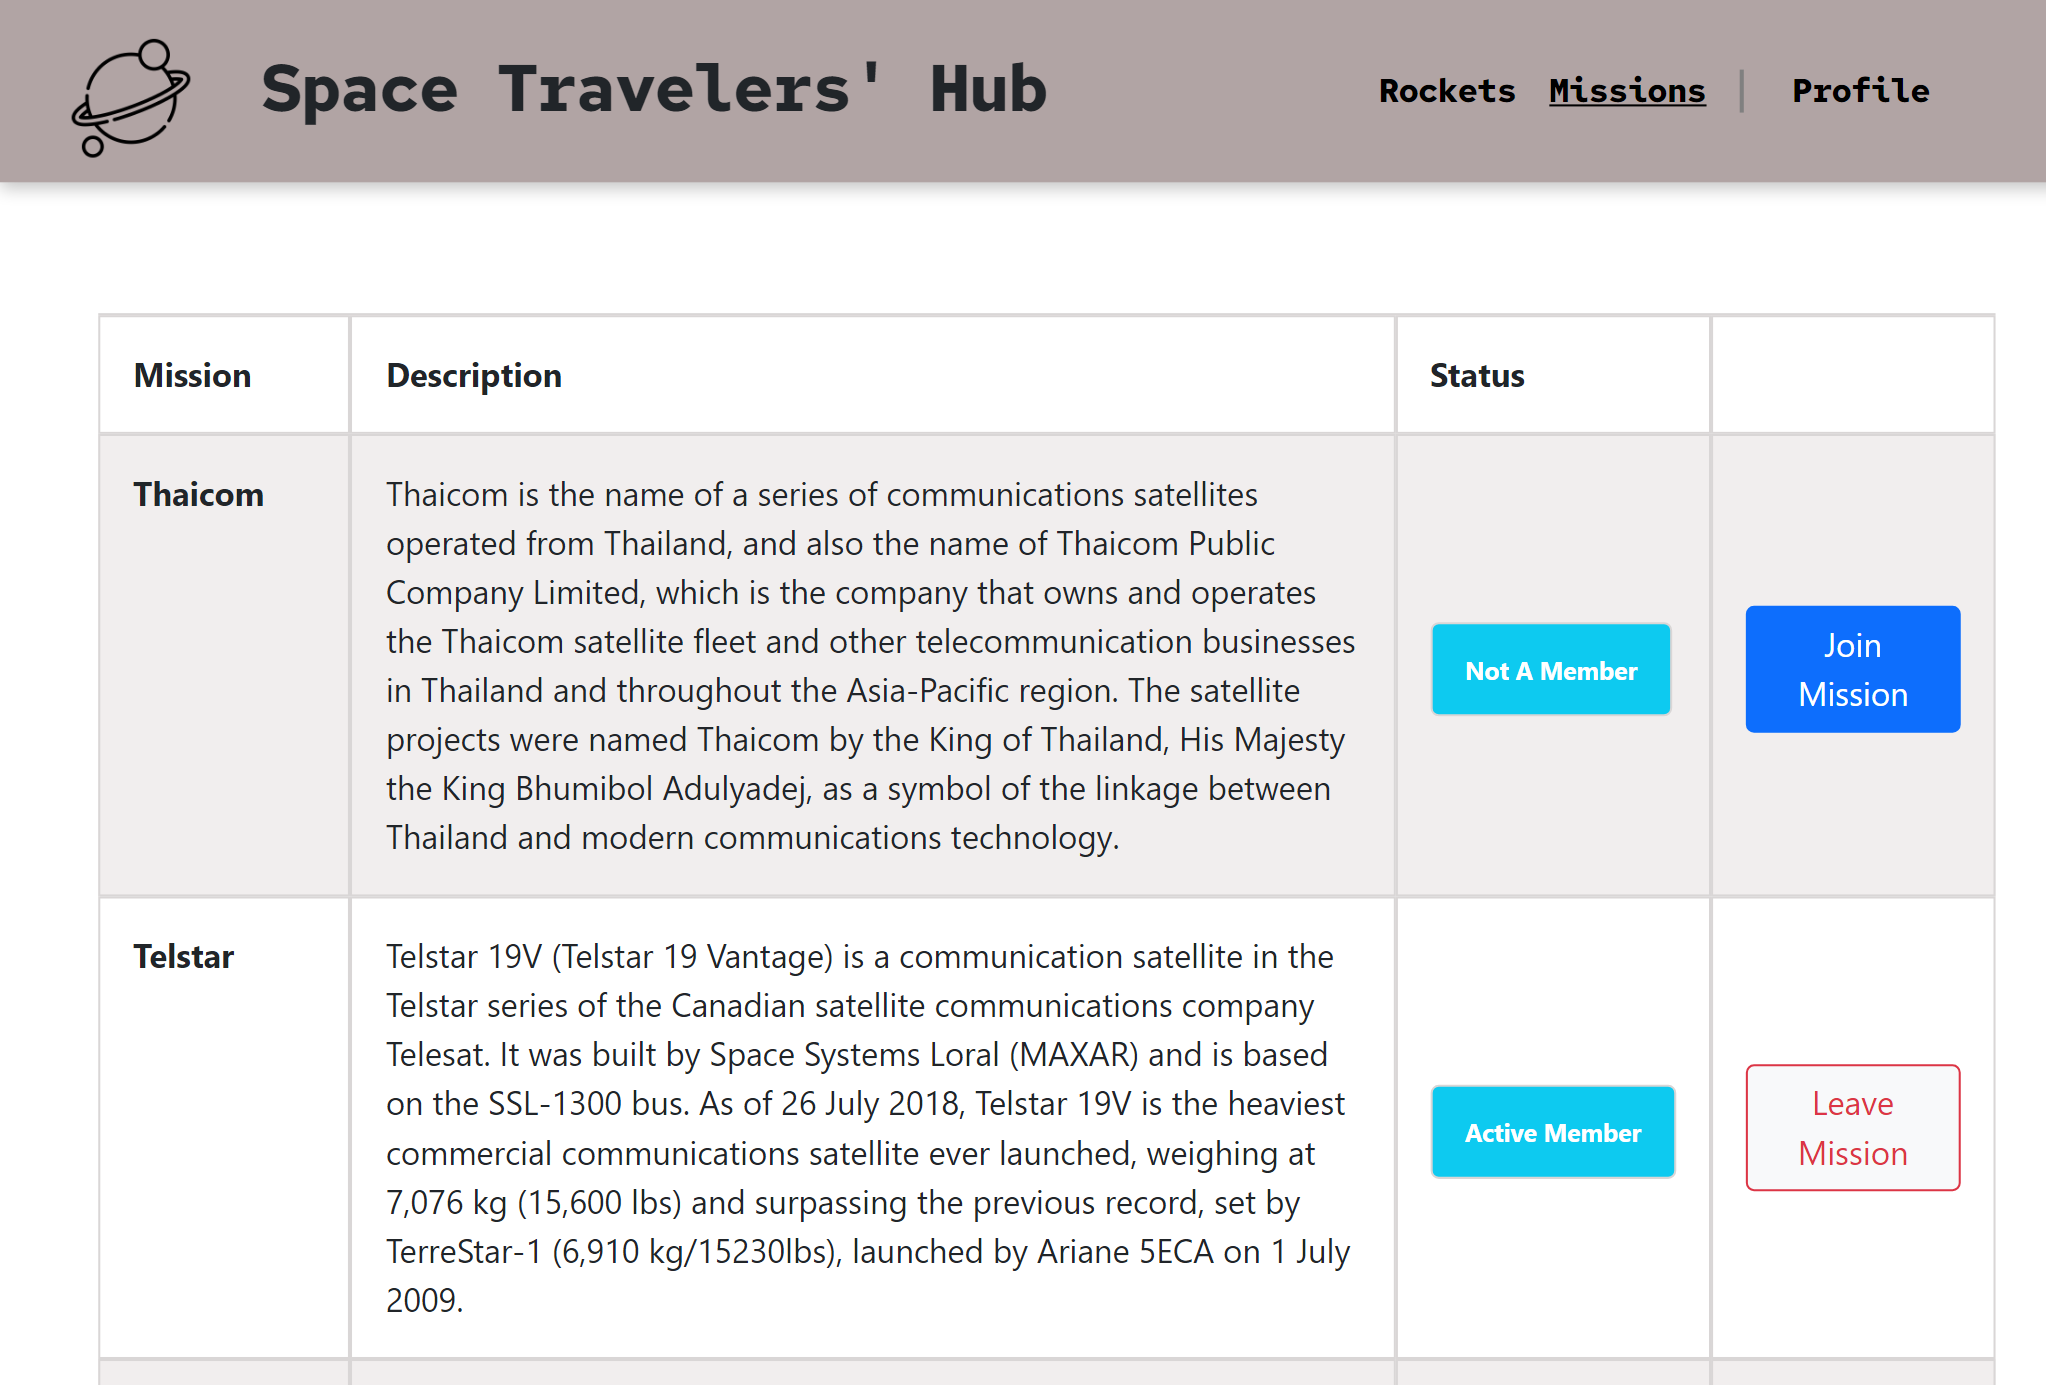 Space Travelers' Hub
Rockets Missions | Profile
Mission Description Status
Thaicom
Thaicom is the name of a series of communications satellites
operated from Thailand, and also the name of Thaicom Public
Company Limited, which is the company that owns and operates
the Thaicom satellite fleet and other telecommunication businesses
in Thailand and throughout the Asia-Pacific region. The satellite
projects were named Thaicom by the King of Thailand, His Majesty
the King Bhumibol Adulyadej, as a symbol of the linkage between
Thailand and modern communications technology.
Not A Member
Join
Mission
Telstar
Telstar 19V (Telstar 19 Vantage) is a communication satellite in the
Telstar series of the Canadian satellite communications company
Telesat. It was built by Space Systems Loral (MAXAR) and is based
on the SSL-1300 bus. As of 26 July 2018, Telstar 19V is the heaviest
commercial communications satellite ever launched, weighing at
7,076 kg (15,600 lbs) and surpassing the previous record, set by
TerreStar-1 (6,910 kg/15230lbs), launched by Ariane 5ECA on 1 July
2009.
Active Member
Leave
Mission